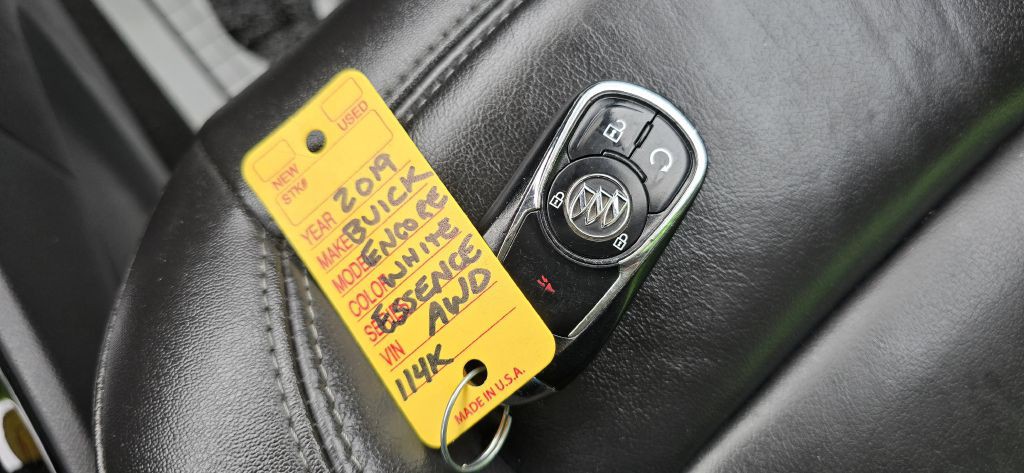 NEW USED
STK#
YEAR 2019
MAKE BUICK
MODEL ENCORE
COLOR WHITE
SERIES ESSENCE
VIN AWD
114K
MADE IN U.S.A.